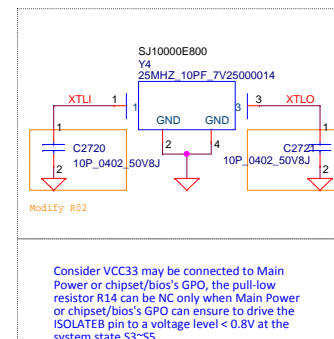 SJ10000E800
Y4
25MHZ_10PF_7V25000014
XTLI
1
1
3
3
XTLO
GND
GND
1
2
4
1
C2720
C2721
10P_0402_50V8J
10P_0402_50V8J
2
2
Modify R02
Consider VCC33 may be connected to Main
Power or chipset/bios's GPO, the pull-low
resistor R14 can be NC only when Main Power
or chipset/bios's GPO can ensure to drive the
ISOLATEB pin to a voltage level < 0.8V at the
system state S3~S5.